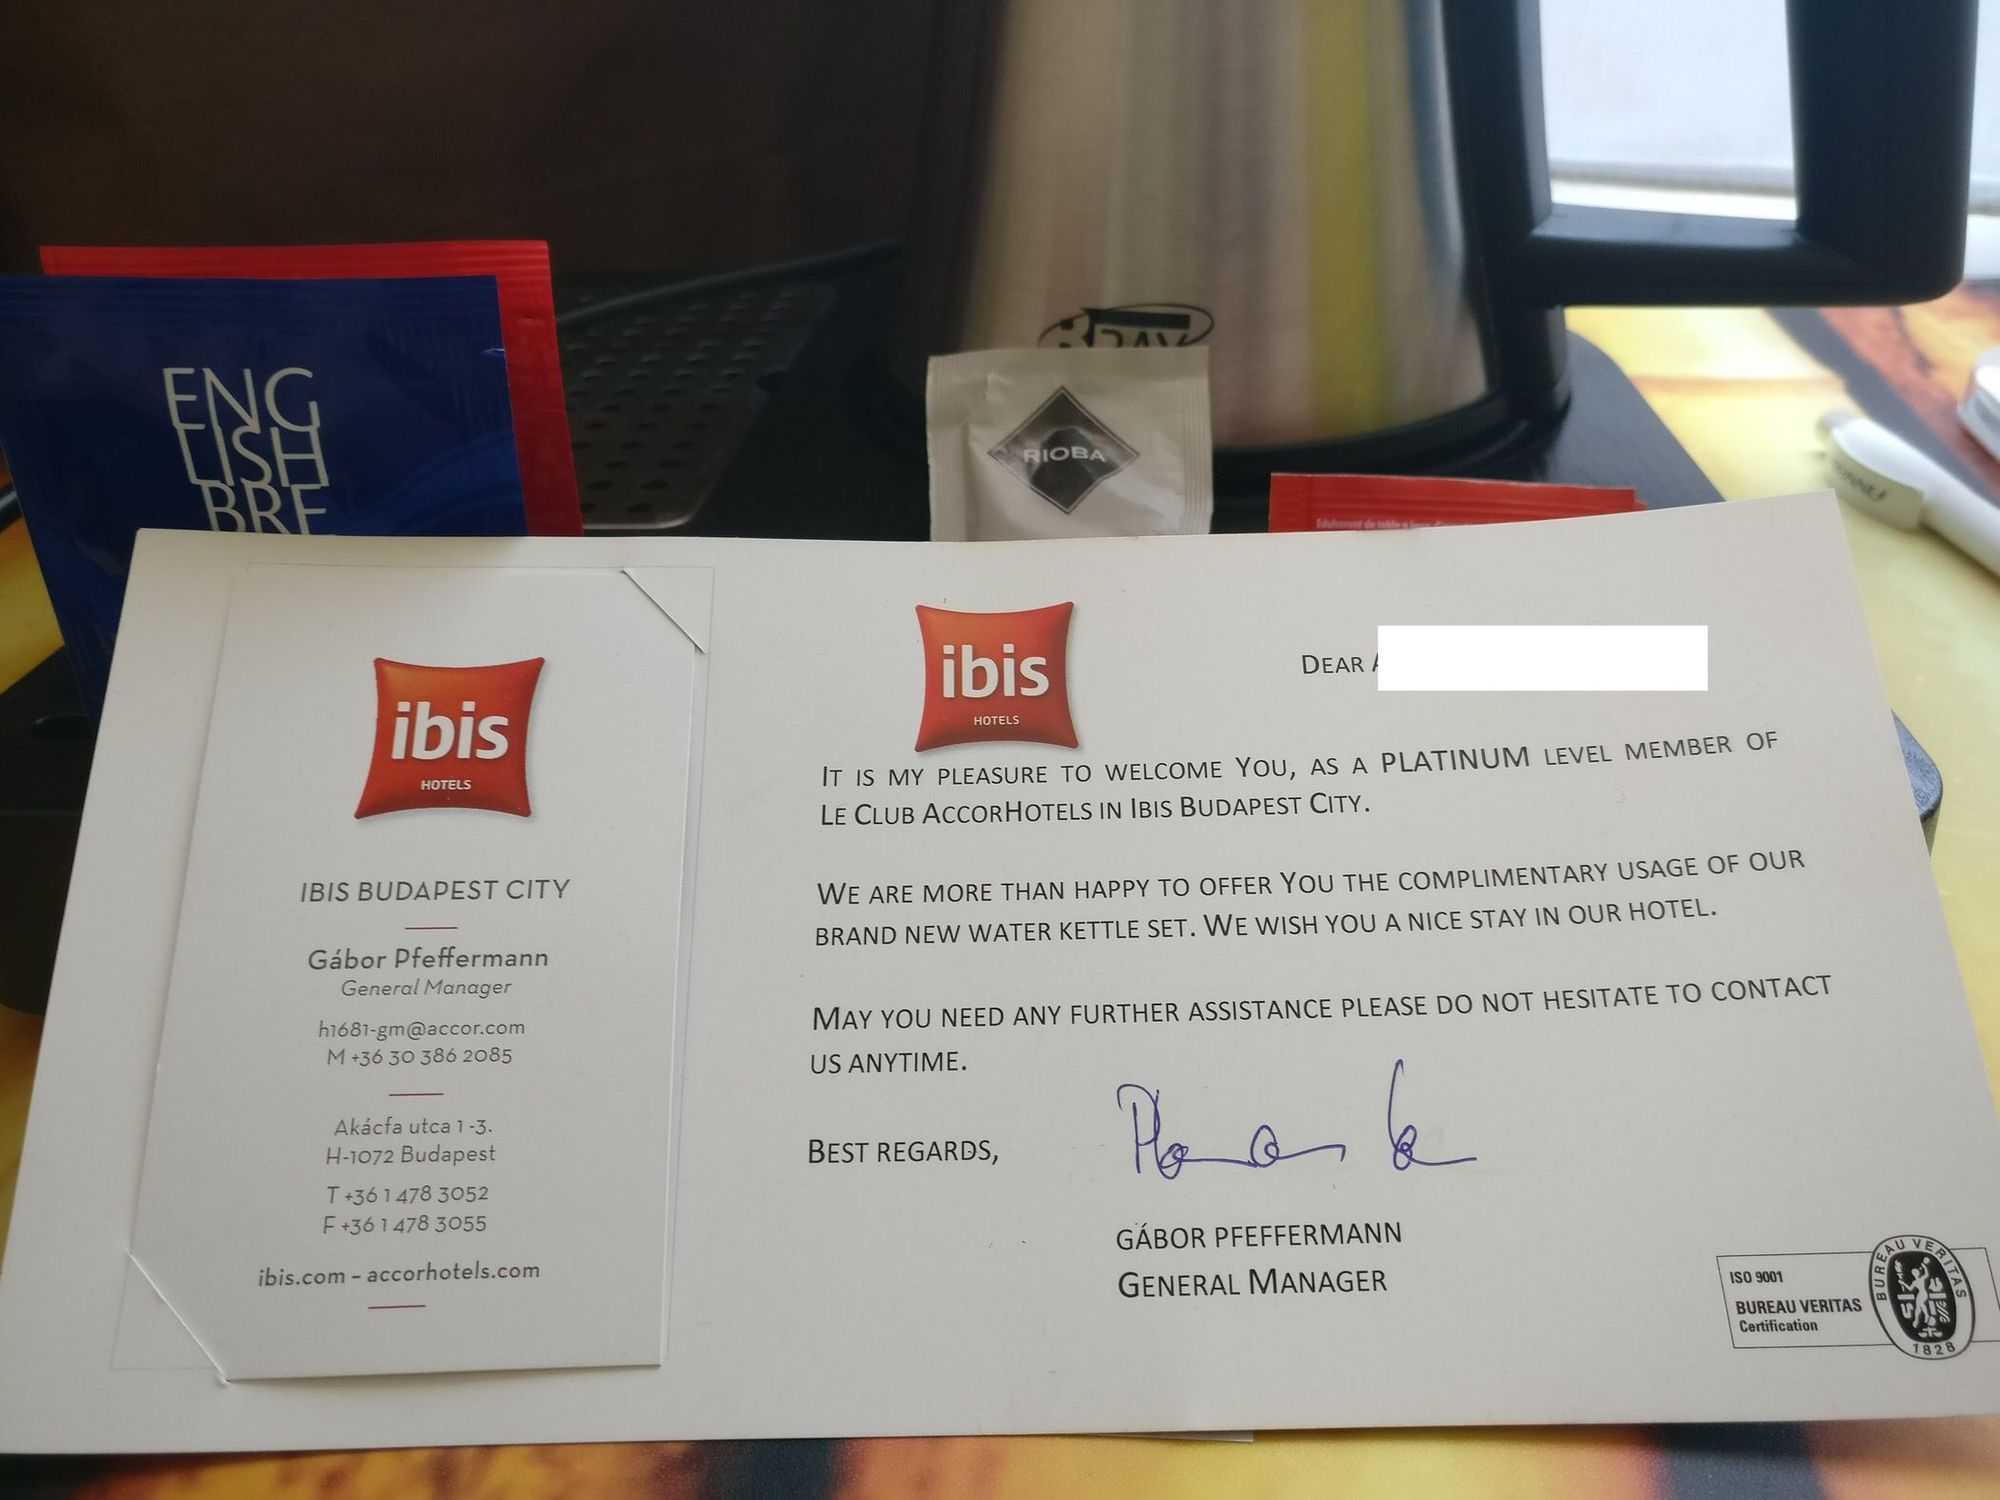 ENG
LISH
BRE
RIOBA
ibis
HOTELS
IBIS BUDAPEST CITY
Gábor Pfeffermann
General Manager
h1681-gm@accor.com
M +36 30 386 2085
Akácfa utca 1 -3.
H-1072 Budapest
T +36 1 478 3052
F +36 1 478 3055
ibis.com – accorhotels.com
ibis
HOTELS
DEAR
IT IS MY PLEASURE TO WELCOME YOU, AS A PLATINUM LEVEL MEMBER OF
LE CLUB ACCORHOTELS IN IBIS BUDAPEST CITY.
WE ARE MORE THAN HAPPY TO OFFER YOU THE COMPLIMENTARY USAGE OF OUR
BRAND NEW WATER KETTLE SET. WE WISH YOU A NICE STAY IN OUR HOTEL.
MAY YOU NEED ANY FURTHER ASSISTANCE PLEASE DO NOT HESITATE TO CONTACT
US ANYTIME.
BEST REGARDS,
GÁBOR PFEFFERMANN
GENERAL MANAGER
ISO 9001
BUREAU VERITAS
Certification
BUREAU VERITAS
1828